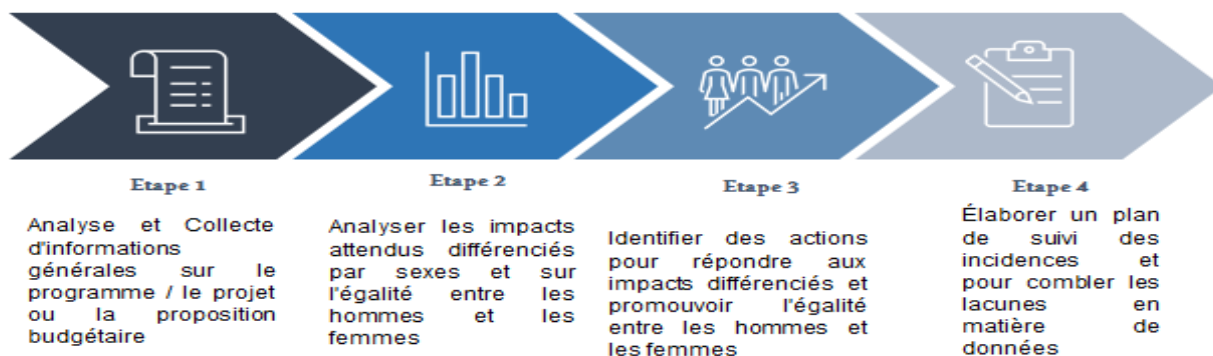 Etape 1
Analyse et Collecte
d'informations
générales sur le
programme / le projet
ou la proposition
budgétaire
Etape 2
Analyser les impacts
attendus différenciés
par sexes et sur
l'égalité entre les
hommes et les
femmes
Etape 3
Identifier des actions
pour répondre aux
impacts différenciés et
promouvoir l'égalité
entre les hommes et
les femmes
Etape 4
Élaborer un plan
de suivi des
incidences et
pour combler les
lacunes en
matière de
données